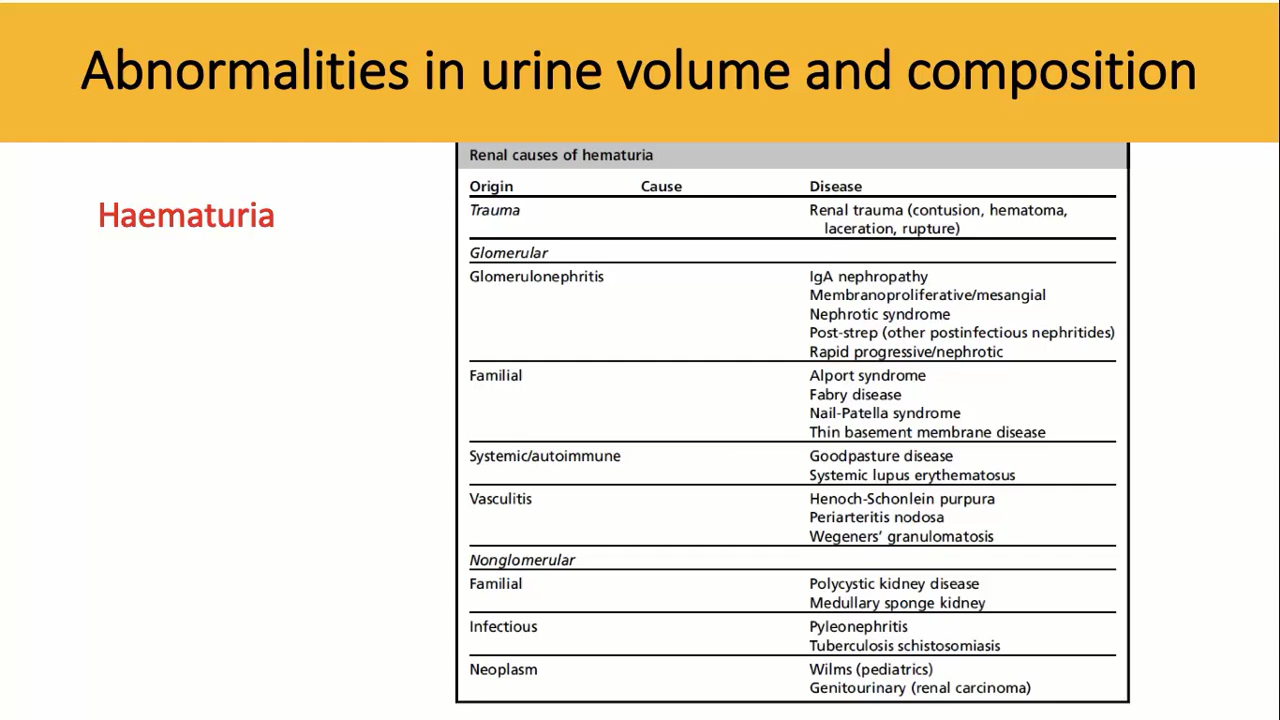 Abnormalities in urine volume and composition
Haematuria
Renal causes of hematuria
Origin Cause Disease
Trauma Renal trauma (contusion, hematoma,
laceration, rupture)
Glomerular
Glomerulonephritis IgA nephropathy
Membranoproliferative/mesangial
Nephrotic syndrome
Post-strep (other postinfectious nephritides)
Rapid progressive/nephrotic
Familial Alport syndrome
Fabry disease
Nail-Patella syndrome
Thin basement membrane disease
Systemic/autoimmune Goodpasture disease
Systemic lupus erythematosus
Vasculitis Henoch-Schonlein purpura
Periarteritis nodosa
Wegeners’ granulomatosis
Nonglomerular
Familial Polycystic kidney disease
Medullary sponge kidney
Infectious Pyleonephritis
Tuberculosis schistosomiasis
Neoplasm Wilms (pediatrics)
Genitourinary (renal carcinoma)